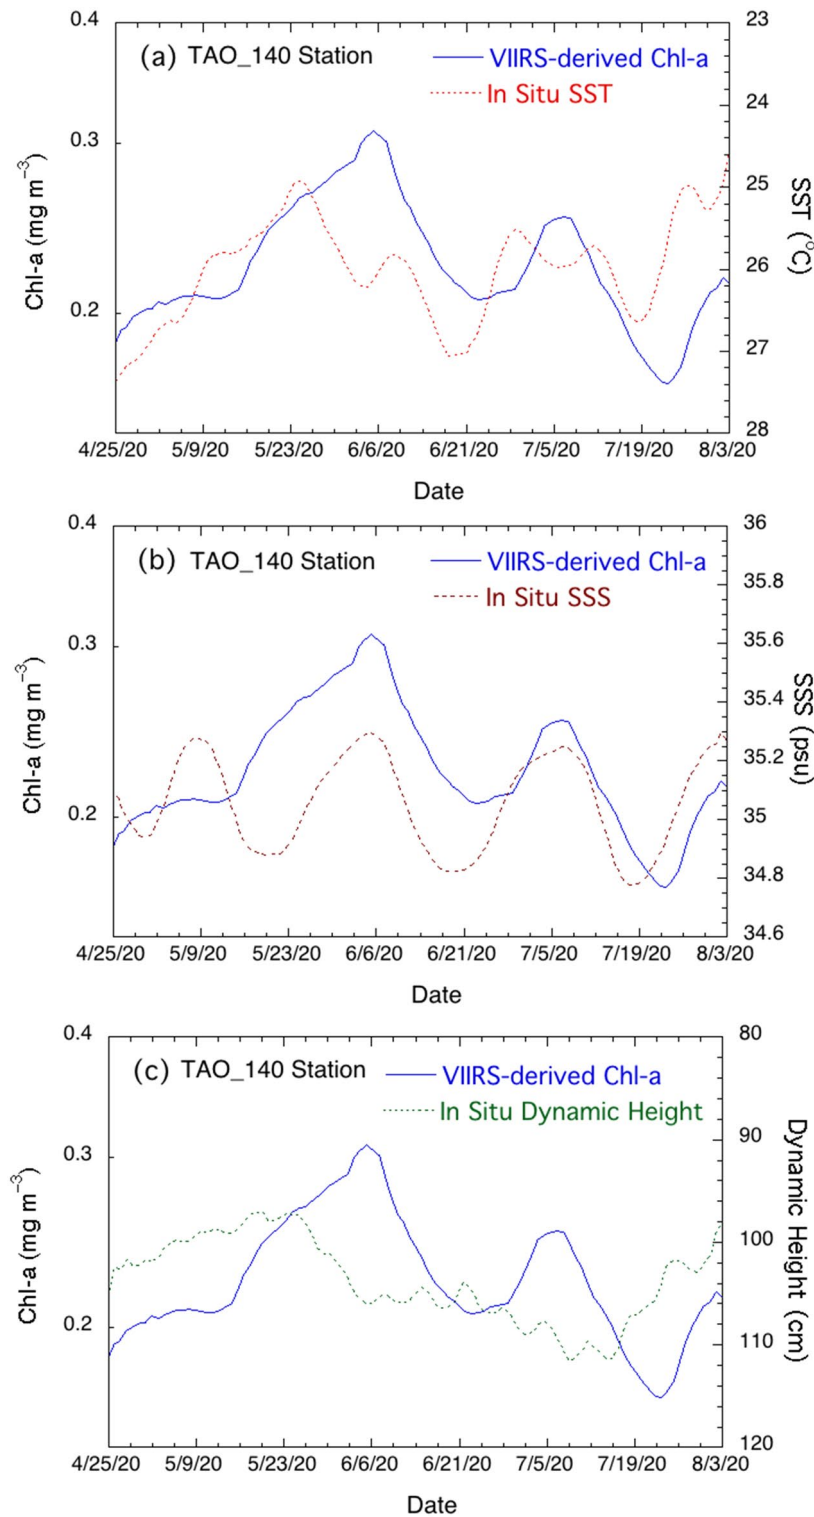 0.4
23
(a) TAO_140 Station
VIIRS-derived Chl-a
In Situ SST
24
0.3
25
Chl-a (mg m⁻³)
SST (°C)
26
0.2
27
28
4/25/20 5/9/20 5/23/20 6/6/20 6/21/20 7/5/20 7/19/20 8/3/20
Date
0.4
36
(b) TAO_140 Station
VIIRS-derived Chl-a
In Situ SSS
35.8
0.3
35.6
35.4
Chl-a (mg m⁻³)
SSS (psu)
35.2
0.2
35
34.8
34.6
4/25/20 5/9/20 5/23/20 6/6/20 6/21/20 7/5/20 7/19/20 8/3/20
Date
0.4
80
(c) TAO_140 Station
VIIRS-derived Chl-a
In Situ Dynamic Height
90
0.3
100
Chl-a (mg m⁻³)
Dynamic Height (cm)
0.2
110
120
4/25/20 5/9/20 5/23/20 6/6/20 6/21/20 7/5/20 7/19/20 8/3/20
Date